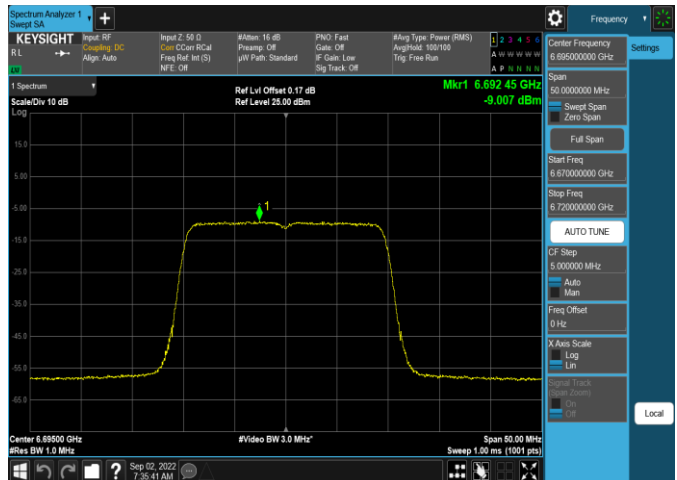 Spectrum Analyzer 1
Swept SA
+
Frequency
KEYSIGHT
RL
LV
Input: RF
Coupling: DC
Align: Auto
Input Z: 50 Ω
Corr CCorr RCal
Freq Ref: Int (S)
NFE: Off
#Atten: 16 dB
Preamp: Off
µW Path: Standard
PNO: Fast
Gate: Off
IF Gain: Low
Sig Track: Off
#Avg Type: Power (RMS)
Avg|Hold: 100/100
Trig: Free Run
1 2 3 4 5 6
A W W W W W
A P N N N N
1 Spectrum
Scale/Div 10 dB
Log
Ref Lvl Offset 0.17 dB
Ref Level 25.00 dBm
Mkr1 6.692 45 GHz
-9.007 dBm
15.0
5.00
-5.00
-15.0
-25.0
-35.0
-45.0
-55.0
-65.0
1
Center 6.69500 GHz
#Res BW 1.0 MHz
#Video BW 3.0 MHz*
Span 50.00 MHz
Sweep 1.00 ms (1001 pts)
Center Frequency
6.695000000 GHz
Span
50.0000000 MHz
Swept Span
Zero Span
Full Span
Start Freq
6.670000000 GHz
Stop Freq
6.720000000 GHz
AUTO TUNE
CF Step
5.000000 MHz
Auto
Man
Freq Offset
0 Hz
X Axis Scale
Log
Lin
Signal Track
(Span Zoom)
On
Off
Settings
Local
?
Sep 02, 2022
7:35:41 AM